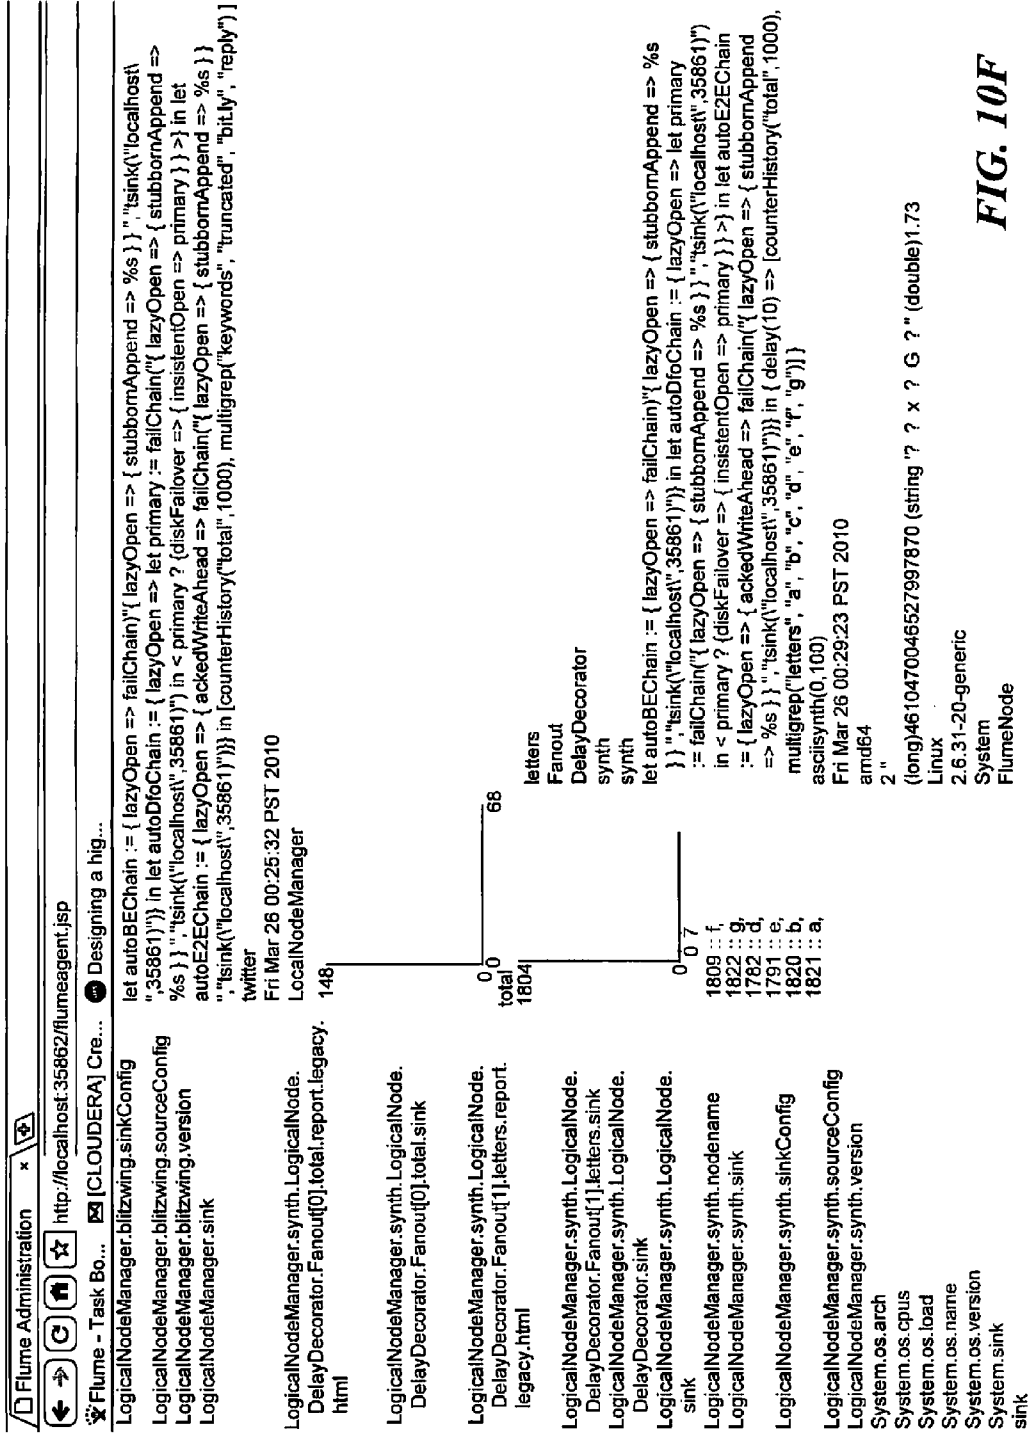 Flume Administration ×
http://localhost:35862/flumeagent.jsp
Flume - Task Bo... [CLOUDERA] Cre... Designing a hig...
LogicalNodeManager.blitzwing.sinkConfig
let autoBEChain := { lazyOpen => failChain)"{ lazyOpen => { stubbornAppend => %s } } ","tsink(\"localhost\
",35861)")} in let autoDfoChain := { lazyOpen => let primary := failChain("{ lazyOpen => { stubbornAppend =>
%s } } ","tsink(\"localhost\",35861)") in < primary ? {diskFailover => { insistentOpen => primary } } >} in let
autoE2EChain := { lazyOpen => { ackedWriteAhead => failChain("{ lazyOpen => { stubbornAppend => %s } }
","tsink(\"localhost\",35861)")}} in [counterHistory("total",1000), multigrep("keywords", "truncated", "bit.ly", "reply") ]
LogicalNodeManager.blitzwing.sourceConfig
twitter
LogicalNodeManager.blitzwing.version
Fri Mar 26 00:25:32 PST 2010
LogicalNodeManager.sink
LocalNodeManager
LogicalNodeManager.synth.LogicalNode.
DelayDecorator.Fanout[0].total.report.legacy.
html
148
0
0
68
LogicalNodeManager.synth.LogicalNode.
DelayDecorator.Fanout[0].total.sink
total
LogicalNodeManager.synth.LogicalNode.
DelayDecorator.Fanout[1].letters.report.
legacy.html
1804
0
0 7
1809 :: f,
1822 :: g,
1782 :: d,
1791 :: e,
1820 :: b,
1821 :: a,
LogicalNodeManager.synth.LogicalNode.
DelayDecorator.Fanout[1].letters.sink
letters
LogicalNodeManager.synth.LogicalNode.
DelayDecorator.sink
Fanout
LogicalNodeManager.synth.LogicalNode.
sink
DelayDecorator
LogicalNodeManager.synth.nodename
synth
LogicalNodeManager.synth.sink
synth
LogicalNodeManager.synth.sinkConfig
let autoBEChain := { lazyOpen => failChain)"{ lazyOpen => { stubbornAppend => %s
} } ","tsink(\"localhost\",35861)")} in let autoDfoChain := { lazyOpen => let primary
:= failChain("{ lazyOpen => { stubbornAppend => %s } } ","tsink(\"localhost\",35861)")
in < primary ? {diskFailover => { insistentOpen => primary } } >} in let autoE2EChain
:= { lazyOpen => { ackedWriteAhead => failChain("{ lazyOpen => { stubbornAppend
=> %s } } ","tsink(\"localhost\",35861)")}} in { delay(10) => [counterHistory("total",1000),
multigrep("letters", "a", "b", "c", "d", "e", "f", "g")] }
LogicalNodeManager.synth.sourceConfig
asciisynth(0,100)
LogicalNodeManager.synth.version
Fri Mar 26 00:29:23 PST 2010
System.os.arch
amd64
System.os.cpus
2 "
System.os.load
(long)4610470046527997870 (string "? ? x ? G ? " (double)1.73
System.os.name
Linux
System.os.version
2.6.31-20-generic
System.sink
System
sink
FlumeNode
FIG. 10F